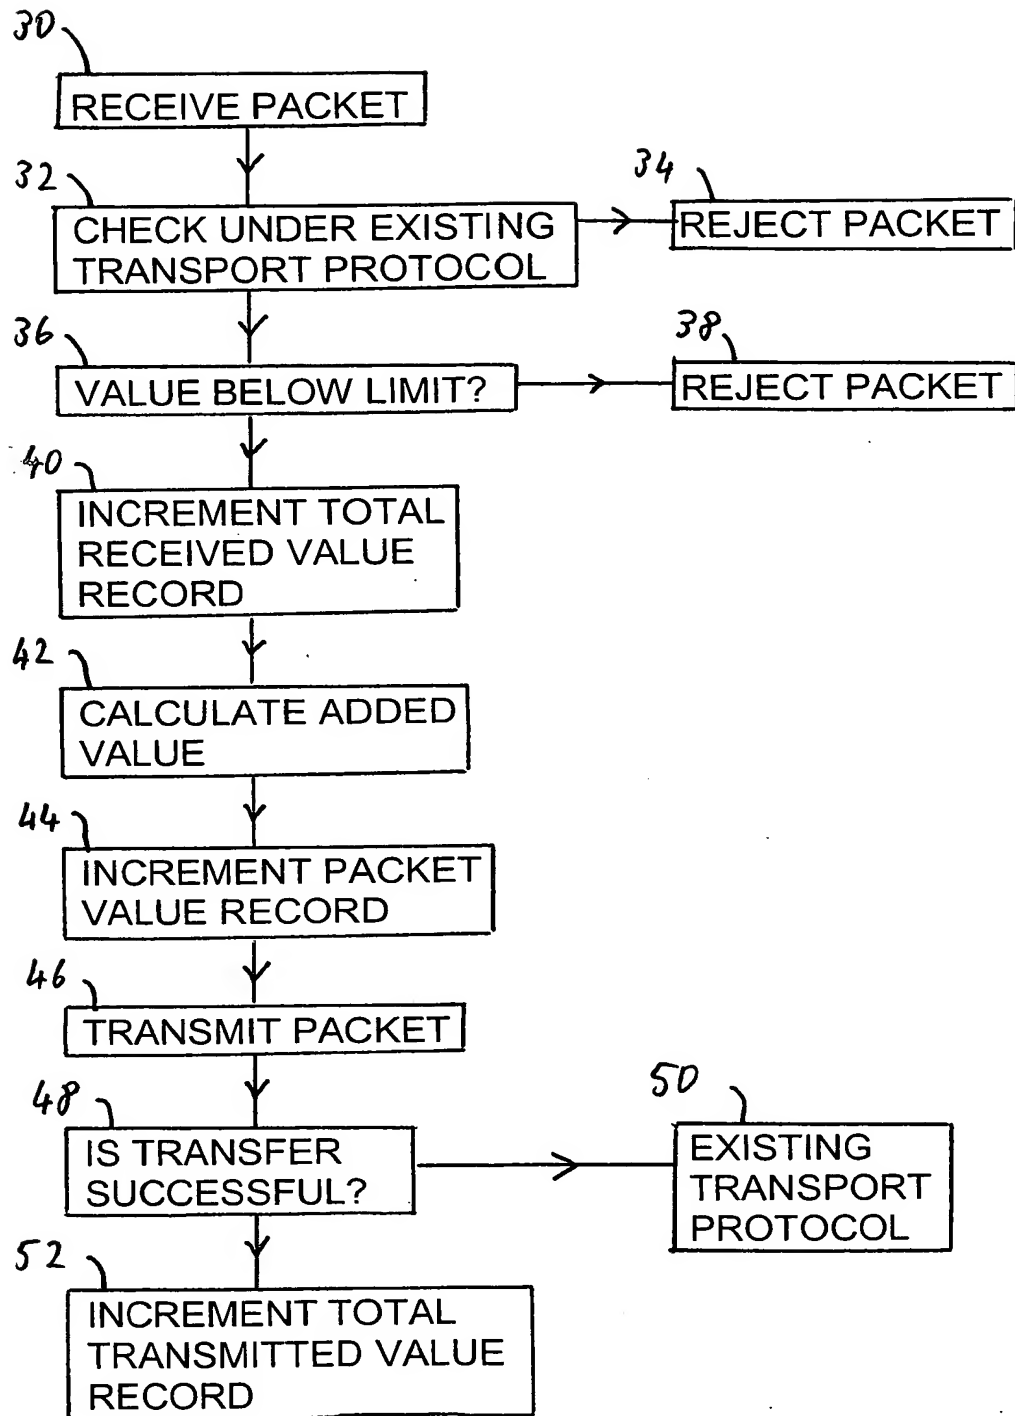 30
RECEIVE PACKET
32
CHECK UNDER EXISTING
TRANSPORT PROTOCOL
34
REJECT PACKET
36
VALUE BELOW LIMIT?
38
REJECT PACKET
40
INCREMENT TOTAL
RECEIVED VALUE
RECORD
42
CALCULATE ADDED
VALUE
44
INCREMENT PACKET
VALUE RECORD
46
TRANSMIT PACKET
48
IS TRANSFER
SUCCESSFUL?
50
EXISTING
TRANSPORT
PROTOCOL
52
INCREMENT TOTAL
TRANSMITTED VALUE
RECORD